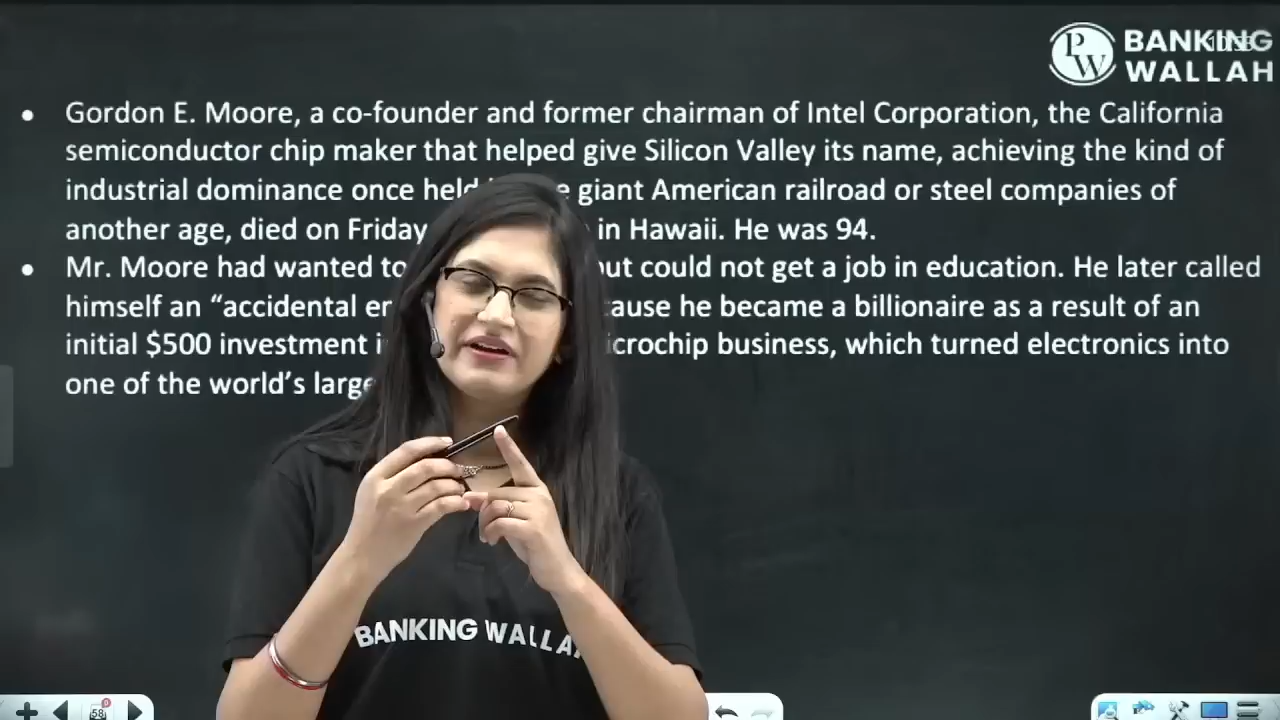 PW BANKING WALLAH
Gordon E. Moore, a co-founder and former chairman of Intel Corporation, the California
semiconductor chip maker that helped give Silicon Valley its name, achieving the kind of
industrial dominance once held giant American railroad or steel companies of
another age, died on Friday in Hawaii. He was 94.
Mr. Moore had wanted to but could not get a job in education. He later called
himself an “accidental he became a billionaire as a result of an
initial $500 investment business, which turned electronics into
one of the world’s
BANKING WALLAH
58